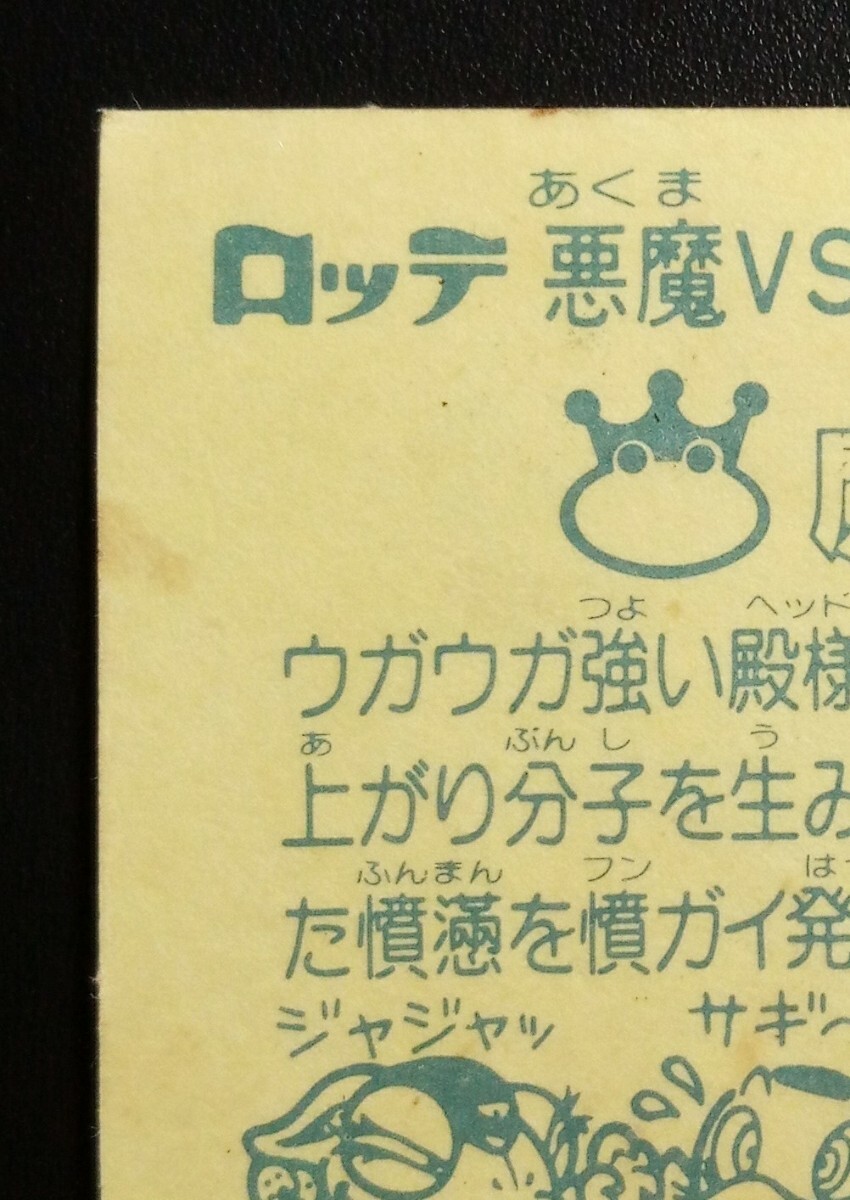 あくま
ロッテ 悪魔VS
つよ ヘッド
ウガウガ強い殿様
あ ぶんし う
上がり分子を生み
ふんまん フン は
た憤懣を憤ガイ発
ジャジャッ サギ〜